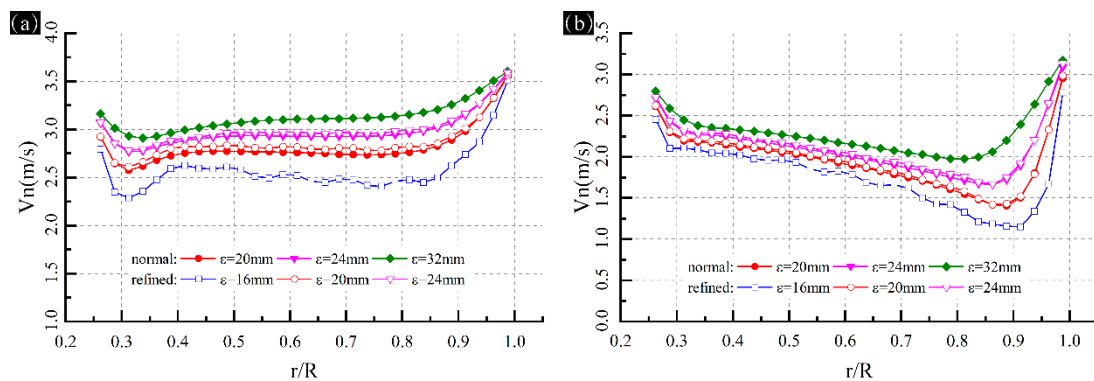 (a)
4.0
3.5
3.0
2.5
2.0
1.5
1.0
Vn(m/s)
normal: ε=20mm ε=24mm ε=32mm
refined: ε=16mm ε=20mm ε=24mm
0.2 0.3 0.4 0.5 0.6 0.7 0.8 0.9 1.0
r/R
(b)
3.5
3.0
2.5
2.0
1.5
1.0
0.5
0.0
Vn(m/s)
normal: ε=20mm ε=24mm ε=32mm
refined: ε=16mm ε=20mm ε=24mm
0.2 0.3 0.4 0.5 0.6 0.7 0.8 0.9 1.0
r/R